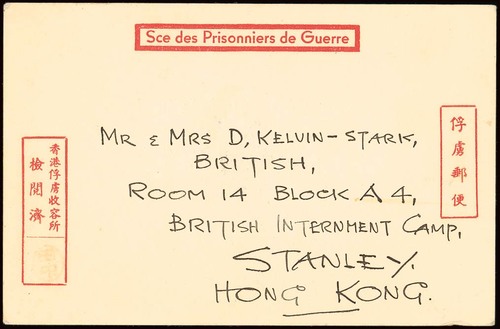 Sce des Prisonniers de Guerre
俘虜郵便
MR & MRS D, KELVIN-STARK,
BRITISH,
ROOM 14 BLOCK A 4,
BRITISH INTERNMENT CAMP,
STANLEY.
HONG KONG.
香港俘虜收容所
檢閲濟